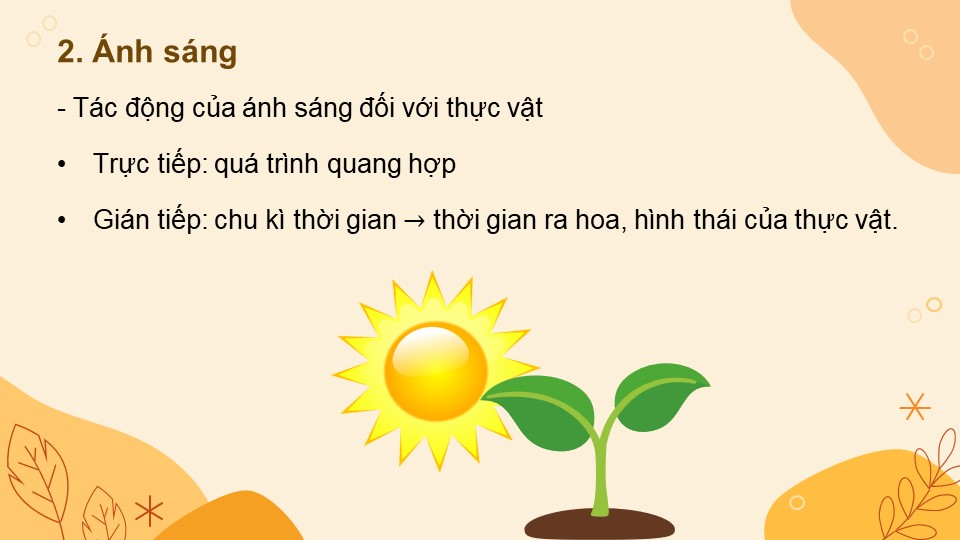 2. Ánh sáng
- Tác động của ánh sáng đối với thực vật
• Trực tiếp: quá trình quang hợp
• Gián tiếp: chu kì thời gian → thời gian ra hoa, hình thái của thực vật.